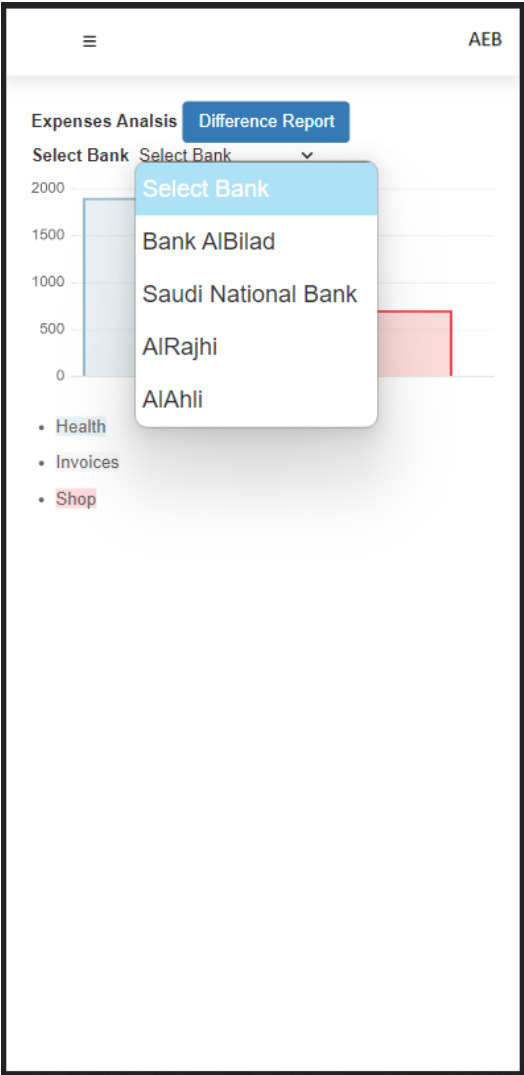 ≡ AEB
Expenses Analsis Difference Report
Select Bank Select Bank
2000
Select Bank
1500
Bank AlBilad
1000
Saudi National Bank
500
AlRajhi
0
AlAhli
• Health
• Invoices
• Shop